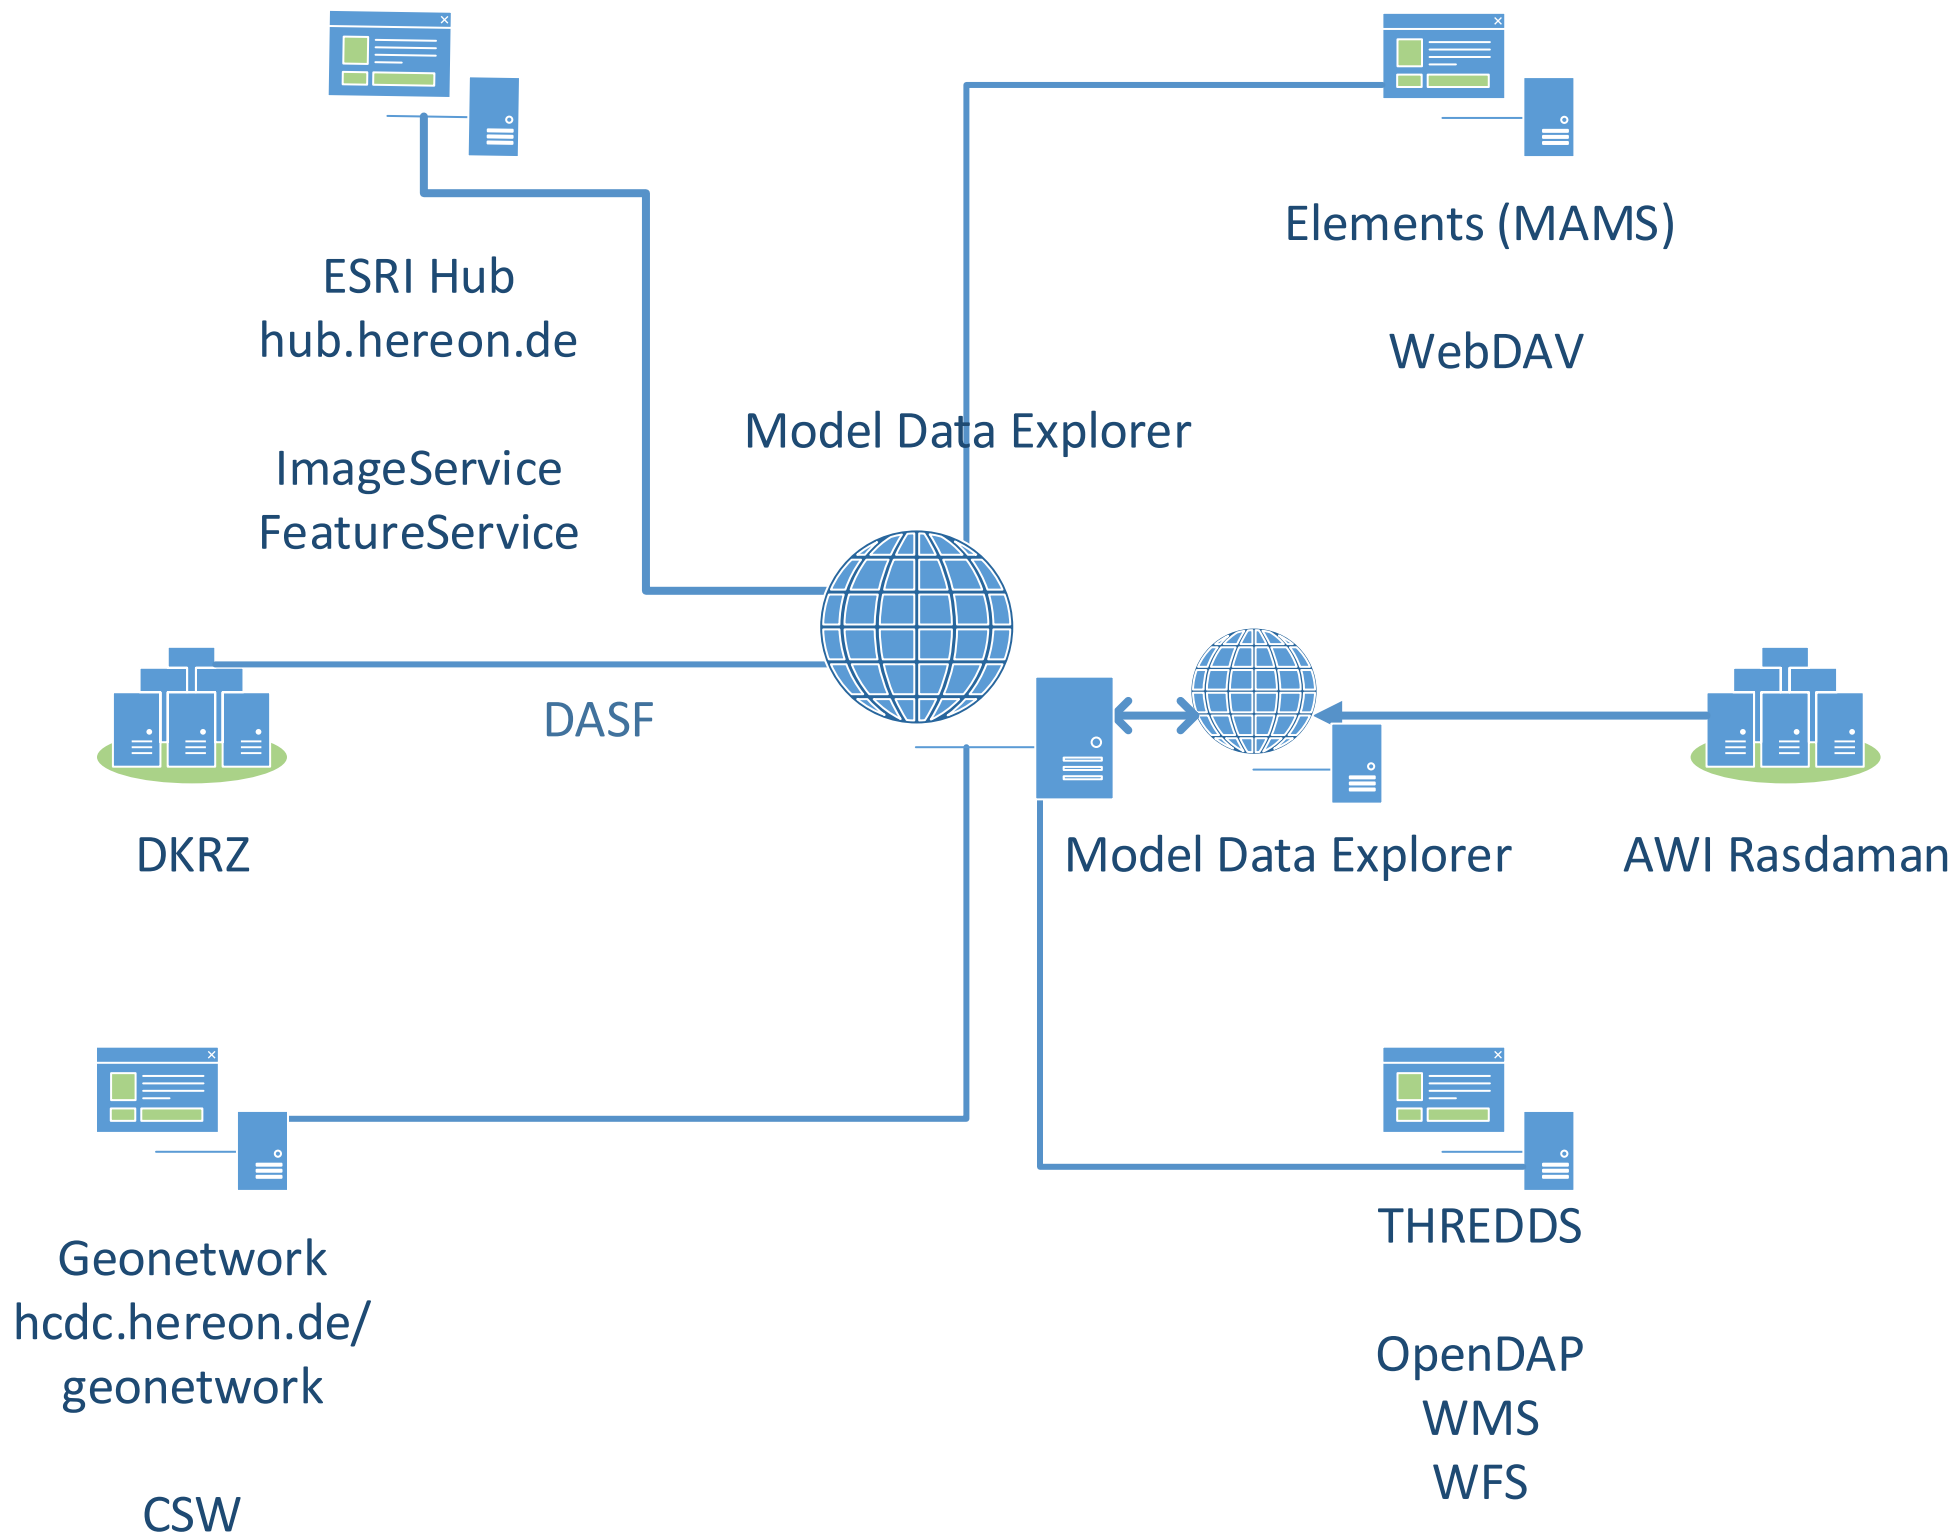 ESRI Hub
hub.hereon.de
ImageService
FeatureService
Elements (MAMS)
WebDAV
Model Data Explorer
DASF
DKRZ
Model Data Explorer
AWI Rasdaman
Geonetwork
hcdc.hereon.de/
geonetwork
CSW
THREDDS
OpenDAP
WMS
WFS